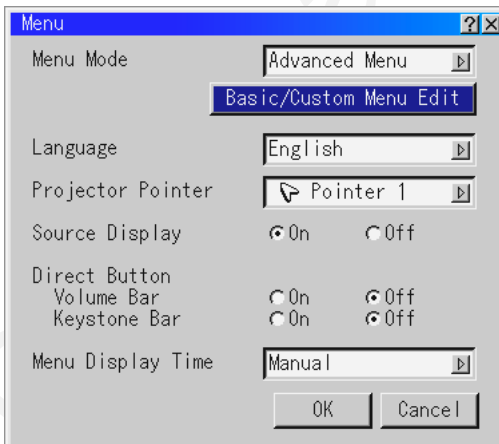 Menu
Menu Mode Advanced Menu
Basic/Custom Menu Edit
Language English
Projector Pointer Pointer 1
Source Display On Off
Direct Button
Volume Bar On Off
Keystone Bar On Off
Menu Display Time Manual
OK Cancel